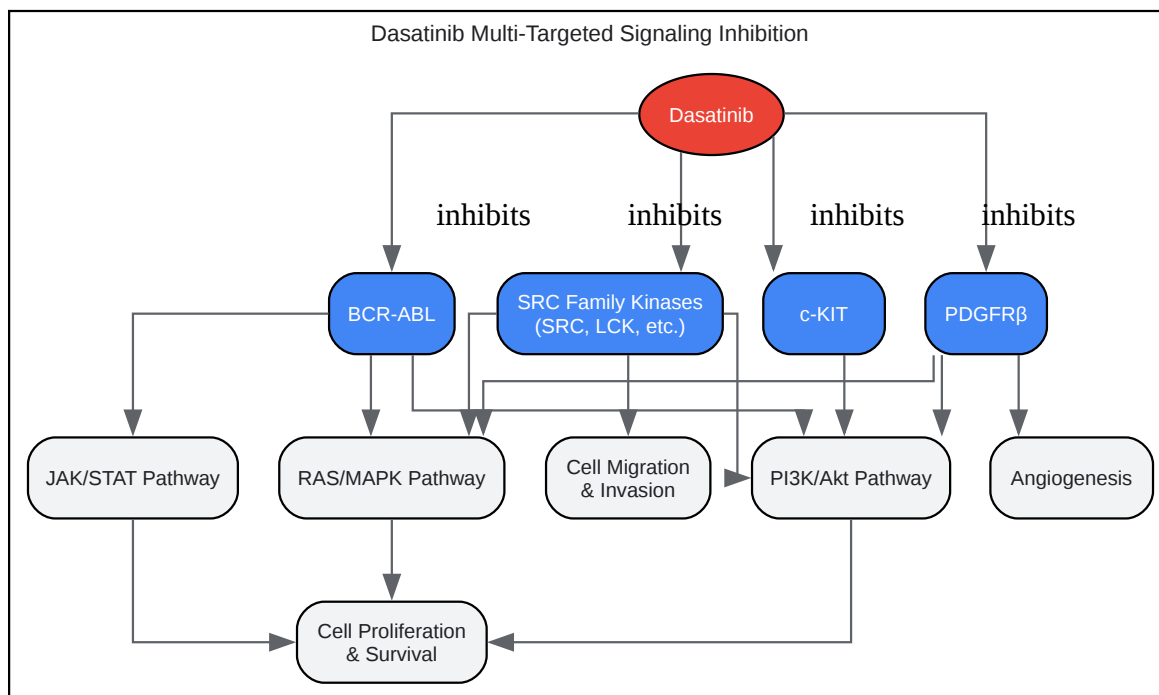 Dasatinib Multi-Targeted Signaling Inhibition
Dasatinib
inhibits
inhibits
inhibits
inhibits
BCR-ABL
SRC Family Kinases
(SRC, LCK, etc.)
c-KIT
PDGFRβ
JAK/STAT Pathway
RAS/MAPK Pathway
Cell Migration
& Invasion
PI3K/Akt Pathway
Angiogenesis
Cell Proliferation
& Survival